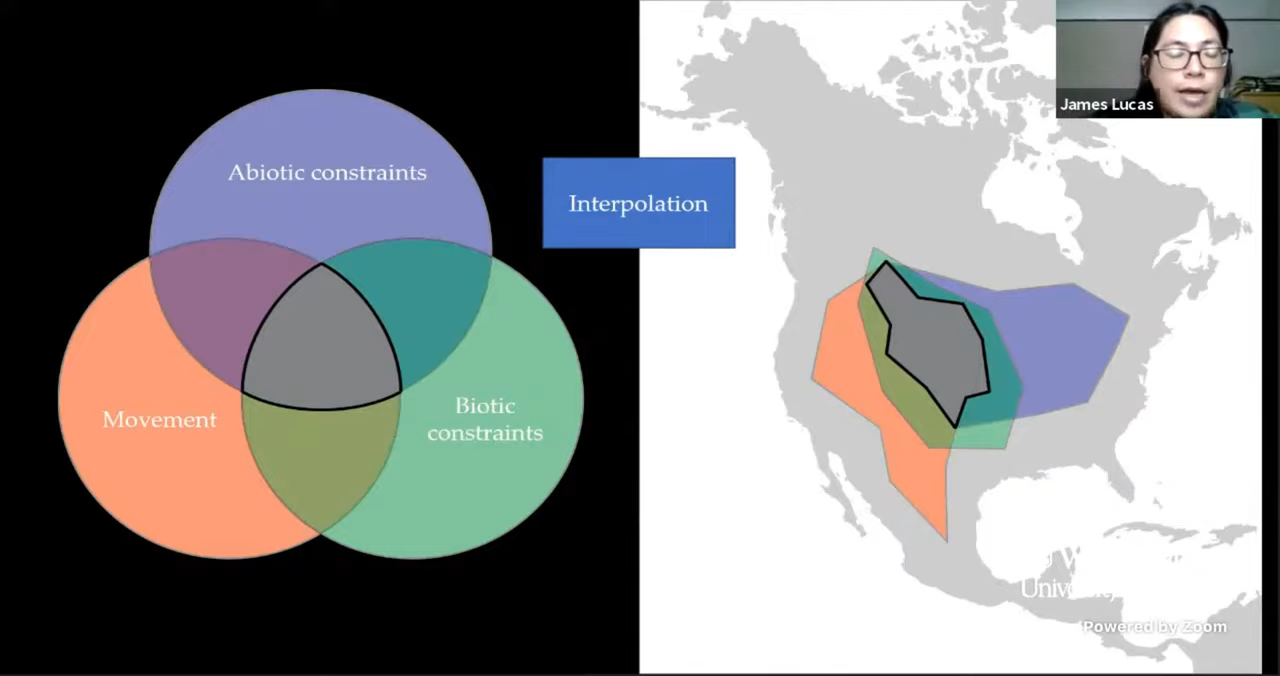 Abiotic constraints
Movement
Biotic
constraints
Interpolation
James Lucas
Powered by Zoom